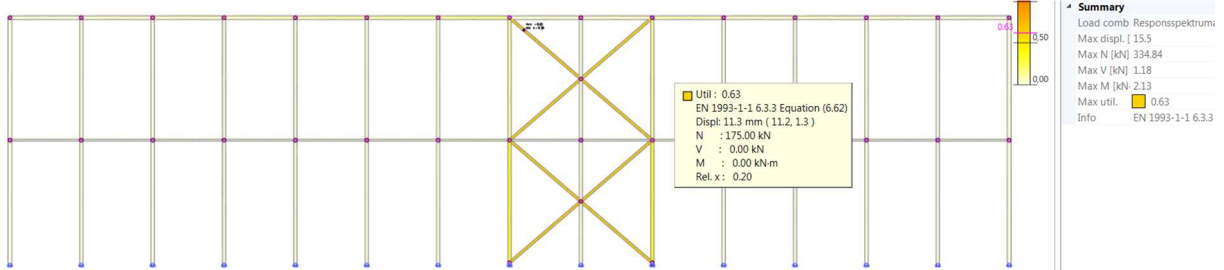 Summary
Load comb Responsspektruma
Max displ. [ 15.5
Max N [kN] 334.84
Max V [kN] 1.18
Max M [kN· 2.13
Max util. 0.63
Info EN 1993-1-1 6.3.3
0.63
0,50
0,00
Util : 0.63
EN 1993-1-1 6.3.3 Equation (6.62)
Displ: 11.3 mm ( 11.2, 1.3 )
N : 175.00 kN
V : 0.00 kN
M : 0.00 kN·m
Rel. x : 0.20